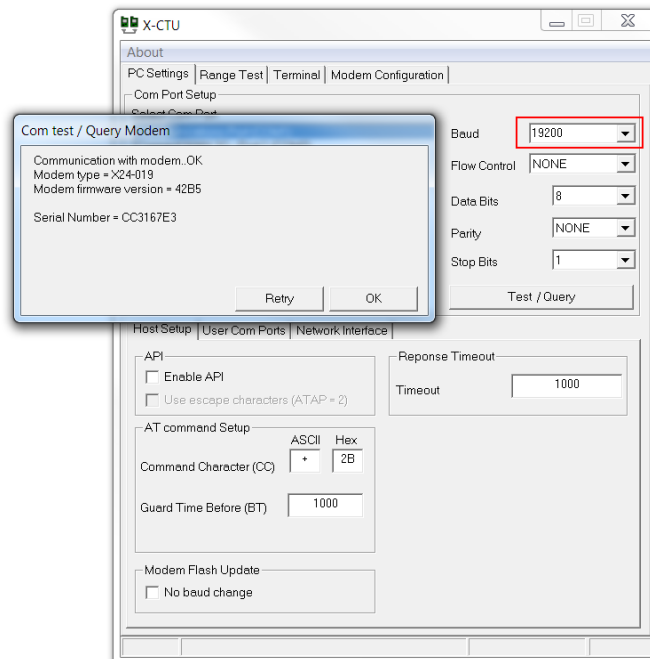 X-CTU
About
PC Settings Range Test Terminal Modem Configuration
Com Port Setup
Select Com Port
Com test / Query Modem
Communication with modem..OK
Modem type = X24-019
Modem firmware version = 42B5
Serial Number = CC3167E3
Retry OK
Baud 19200
Flow Control NONE
Data Bits 8
Parity NONE
Stop Bits 1
Test / Query
Host Setup User Com Ports Network Interface
API
Enable API
Use escape characters (ATAP = 2)
Reponse Timeout
Timeout 1000
AT command Setup
ASCII Hex
Command Character (CC) + 2B
Guard Time Before (BT) 1000
Modem Flash Update
No baud change